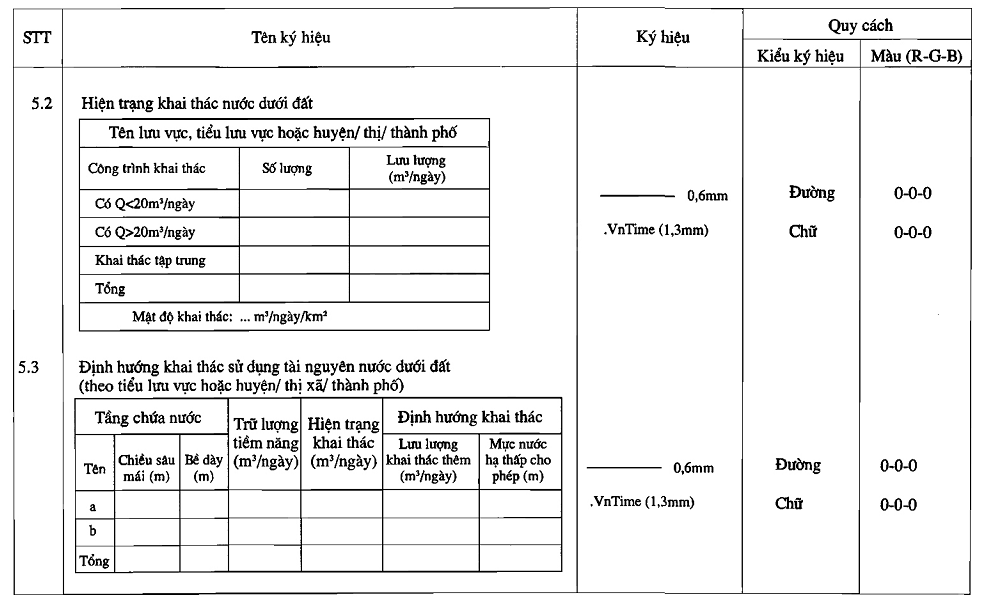 STT
Tên ký hiệu
Ký hiệu
Quy cách
Kiểu ký hiệu
Màu (R-G-B)
5.2
Hiện trạng khai thác nước dưới đất
Tên lưu vực, tiểu lưu vực hoặc huyện/ thị/ thành phố
Công trình khai thác
Số lượng
Lưu lượng
(m³/ngày)
Có Q<20m³/ngày
Có Q>20m³/ngày
Khai thác tập trung
Tổng
Mật độ khai thác: ... m³/ngày/km²
0,6mm
Đường
0-0-0
.VnTime (1,3mm)
Chữ
0-0-0
5.3
Định hướng khai thác sử dụng tài nguyên nước dưới đất
(theo tiểu lưu vực hoặc huyện/ thị xã/ thành phố)
Tầng chứa nước
Trữ lượng
tiềm năng
(m³/ngày)
Hiện trạng
khai thác
(m³/ngày)
Định hướng khai thác
Tên
Chiều sâu
mái (m)
Bề dày
(m)
Lưu lượng
khai thác thêm
(m³/ngày)
Mực nước
hạ thấp cho
phép (m)
a
b
Tổng
0,6mm
Đường
0-0-0
.VnTime (1,3mm)
Chữ
0-0-0